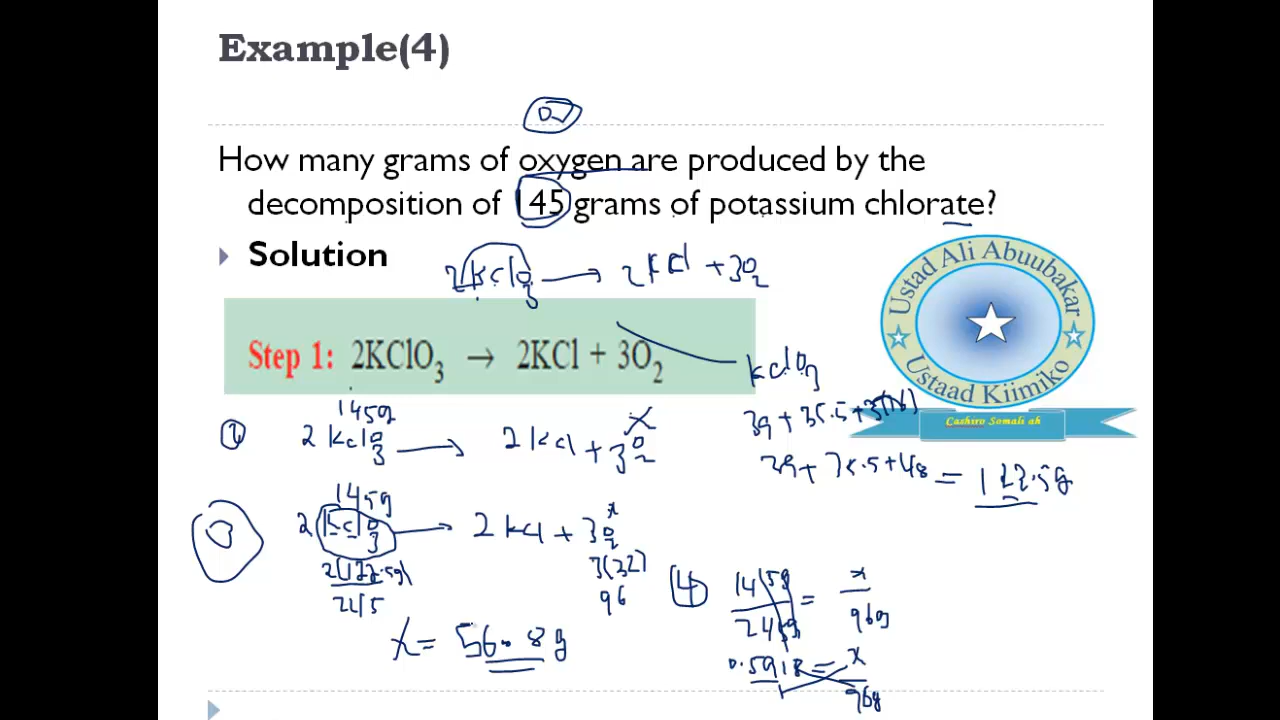 Example(4)
O2
How many grams of oxygen are produced by the
decomposition of 145 grams of potassium chlorate?
Solution
2KClO3 → 2KCl + 3O2
Step 1: 2KClO3 → 2KCl + 3O2
Ustad Ali Abuubakar
Ustaad Kiimiko
Cashiro Somali ah
KClO3
39 + 35.5 + 3(16)
39 + 35.5 + 48 = 122.5g
145g x
2 2KClO3 → 2KCl + 3O2
145g x
3 2KClO3 → 2KCl + 3O2
2(122.5g) 3(32)
245 96
4 145g = x
245g 96g
x = 56.8g
0.5918 = x
96g